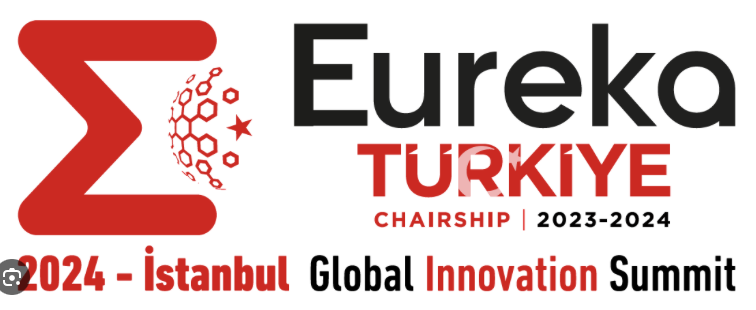 Eureka
TÜRKİYE
CHAIRSHIP | 2023-2024
2024 - İstanbul Global Innovation Summit